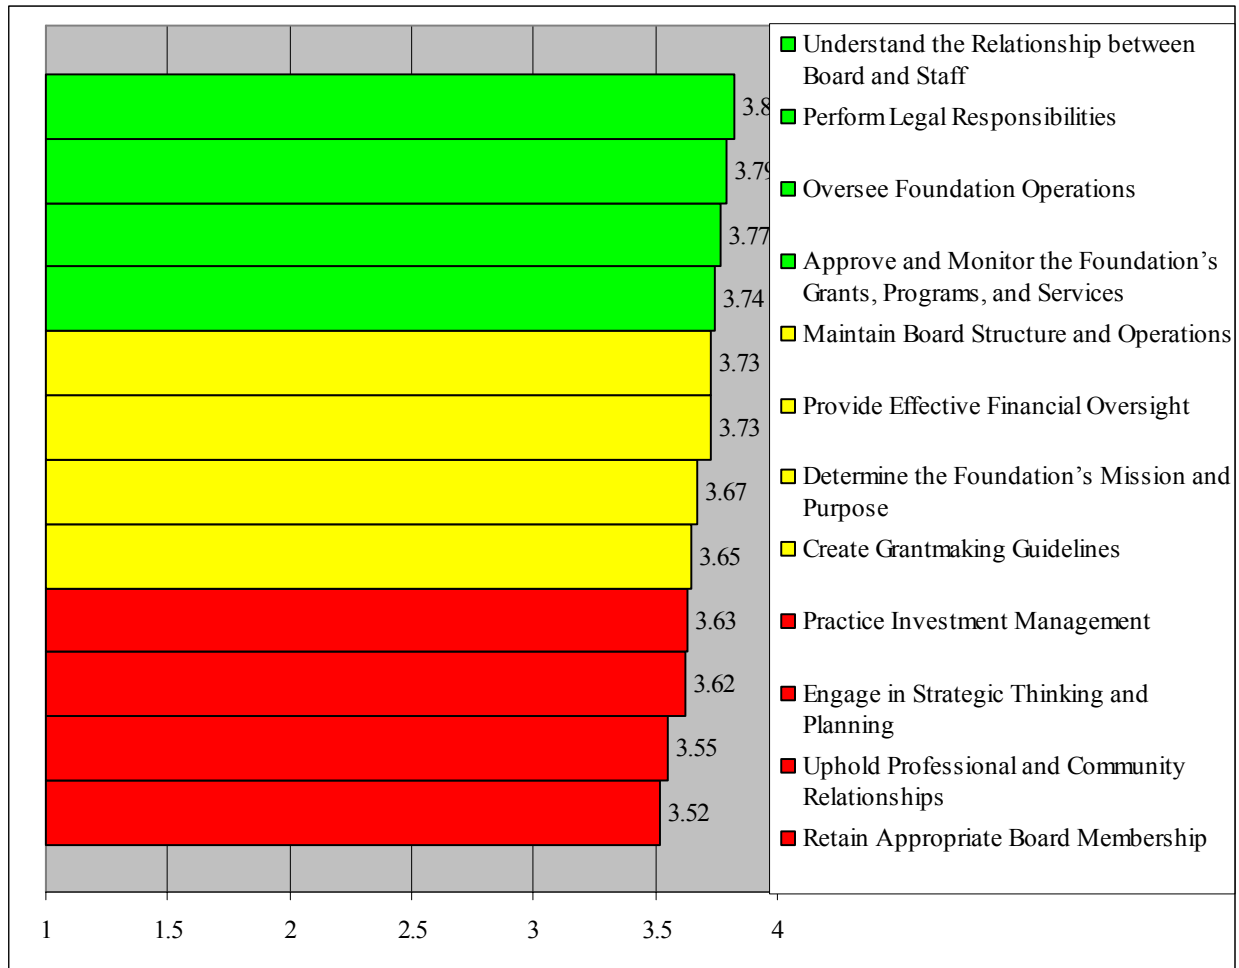 Understand the Relationship between
Board and Staff
3.8
Perform Legal Responsibilities
3.79
Oversee Foundation Operations
3.77
Approve and Monitor the Foundation’s
Grants, Programs, and Services
3.74
Maintain Board Structure and Operations
3.73
Provide Effective Financial Oversight
3.73
Determine the Foundation’s Mission and
Purpose
3.67
Create Grantmaking Guidelines
3.65
Practice Investment Management
3.63
Engage in Strategic Thinking and
Planning
3.62
Uphold Professional and Community
Relationships
3.55
Retain Appropriate Board Membership
3.52
1 1.5 2 2.5 3 3.5 4